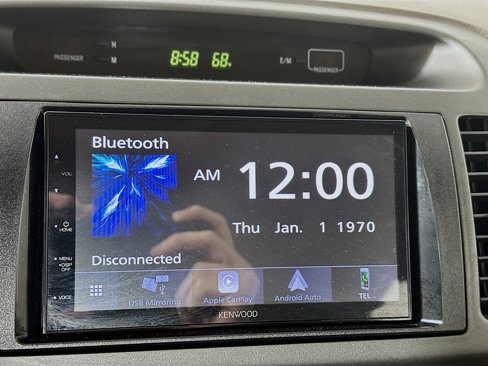 H
PASSENGER M
8:58 68°F
E/M
PASSENGER
Bluetooth
AM 12:00
Thu Jan. 1 1970
Disconnected
VOL
HOME
MENU
•DISP
OFF
VOICE
USB Mirroring
Apple CarPlay
Android Auto
TEL
KENWOOD